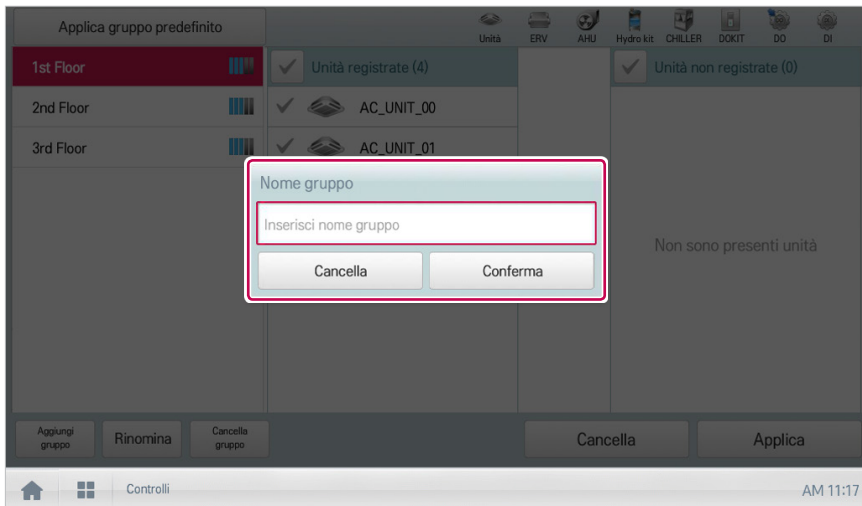 Applica gruppo predefinito
Unità
ERV
AHU
Hydro kit
CHILLER
DOKIT
DO
DI
1st Floor
Unità registrate (4)
Unità non registrate (0)
2nd Floor
AC_UNIT_00
3rd Floor
AC_UNIT_01
Nome gruppo
Inserisci nome gruppo
Cancella
Conferma
Non sono presenti unità
Aggiungi
gruppo
Rinomina
Cancella
gruppo
Cancella
Applica
Controlli
AM 11:17